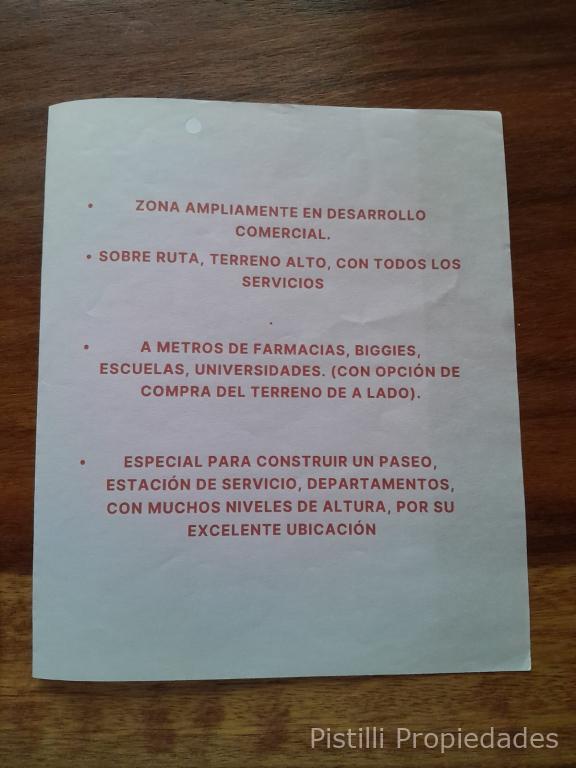 • ZONA AMPLIAMENTE EN DESARROLLO
COMERCIAL.
• SOBRE RUTA, TERRENO ALTO, CON TODOS LOS
SERVICIOS
.
• A METROS DE FARMACIAS, BIGGIES,
ESCUELAS, UNIVERSIDADES. (CON OPCIÓN DE
COMPRA DEL TERRENO DE A LADO).
• ESPECIAL PARA CONSTRUIR UN PASEO,
ESTACIÓN DE SERVICIO, DEPARTAMENTOS,
CON MUCHOS NIVELES DE ALTURA, POR SU
EXCELENTE UBICACIÓN
Pistilli Propiedades